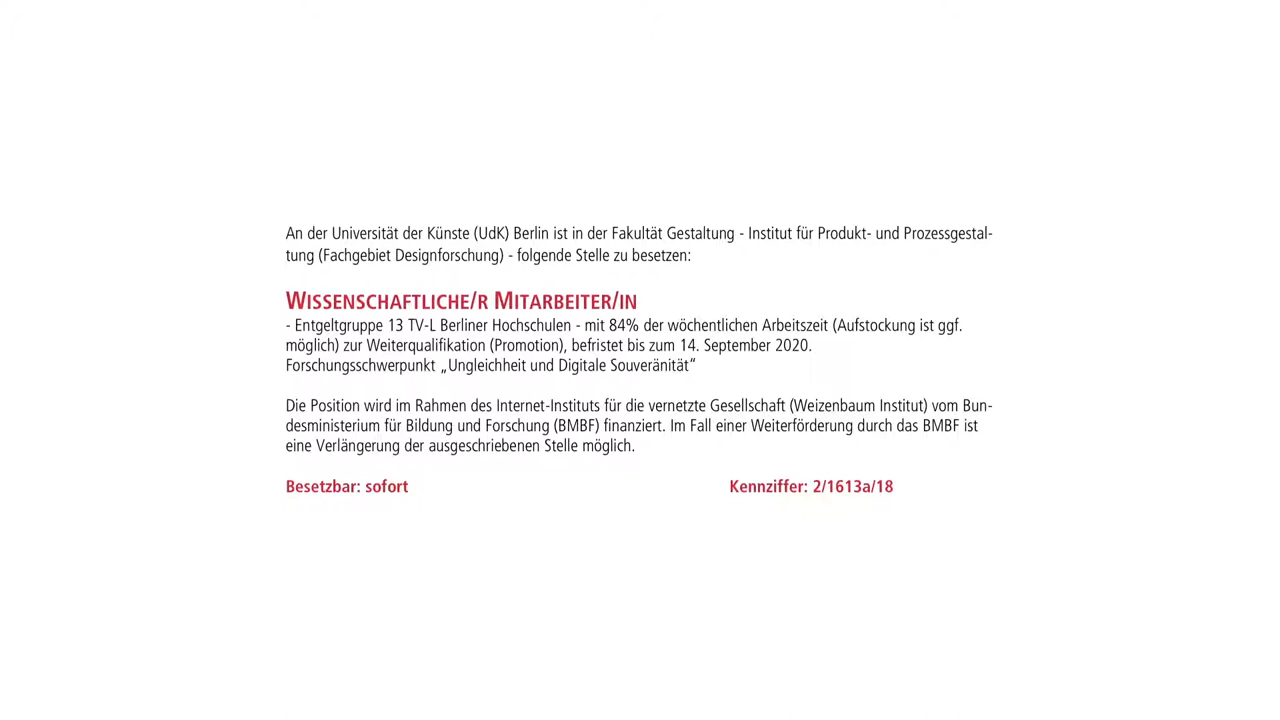 An der Universität der Künste (UdK) Berlin ist in der Fakultät Gestaltung - Institut für Produkt- und Prozessgestal-
tung (Fachgebiet Designforschung) - folgende Stelle zu besetzen:
WISSENSCHAFTLICHE/R MITARBEITER/IN
- Entgeltgruppe 13 TV-L Berliner Hochschulen - mit 84% der wöchentlichen Arbeitszeit (Aufstockung ist ggf.
möglich) zur Weiterqualifikation (Promotion), befristet bis zum 14. September 2020.
Forschungsschwerpunkt „Ungleichheit und Digitale Souveränität“
Die Position wird im Rahmen des Internet-Instituts für die vernetzte Gesellschaft (Weizenbaum Institut) vom Bun-
desministerium für Bildung und Forschung (BMBF) finanziert. Im Fall einer Weiterförderung durch das BMBF ist
eine Verlängerung der ausgeschriebenen Stelle möglich.
Besetzbar: sofort Kennziffer: 2/1613a/18